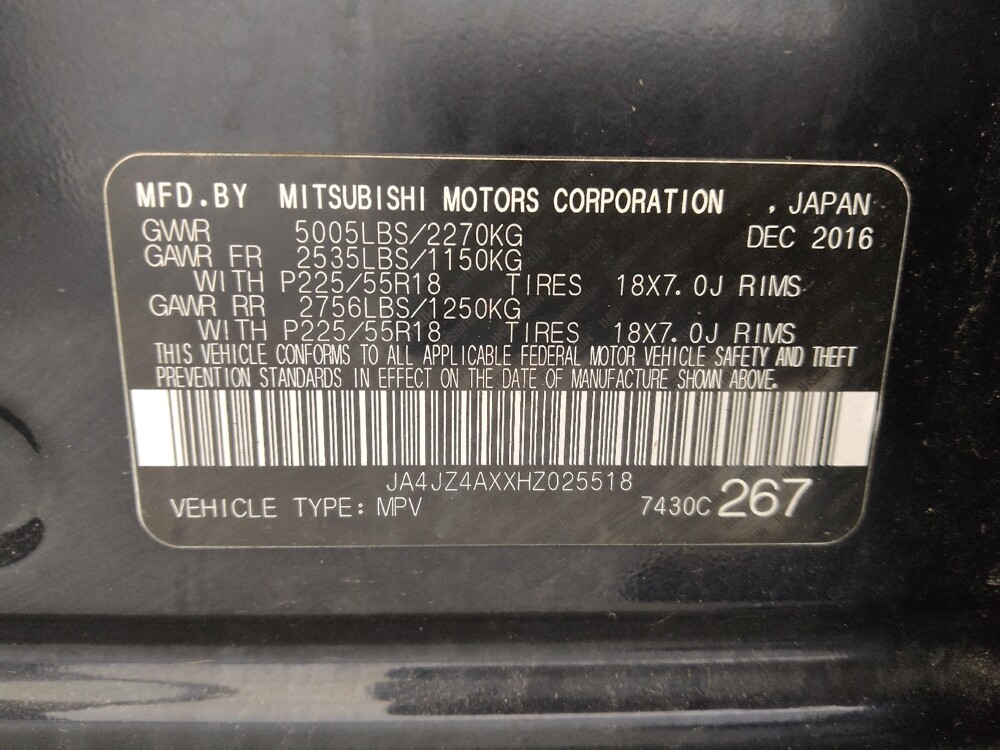 MFD.BY MITSUBISHI MOTORS CORPORATION , JAPAN
GVWR 5005LBS/2270KG DEC 2016
GAWR FR 2535LBS/1150KG
WITH P225/55R18 TIRES 18X7.0J RIMS
GAWR RR 2756LBS/1250KG
WITH P225/55R18 TIRES 18X7.0J RIMS
THIS VEHICLE CONFORMS TO ALL APPLICABLE FEDERAL MOTOR VEHICLE SAFETY AND THEFT
PREVENTION STANDARDS IN EFFECT ON THE DATE OF MANUFACTURE SHOWN ABOVE.
JA4JZ4AXXHZ025518
VEHICLE TYPE: MPV 7430C 267